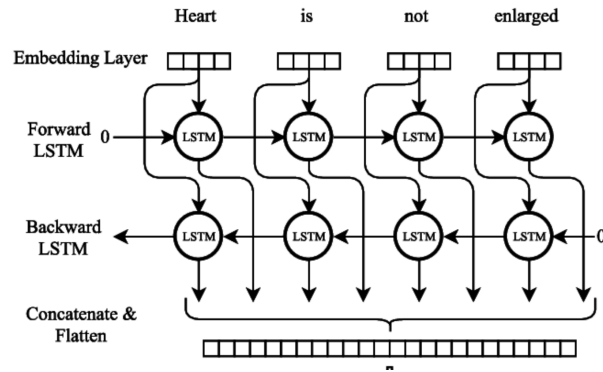 Heart is not enlarged
Embedding Layer
Forward
LSTM
0
LSTM LSTM LSTM LSTM
Backward
LSTM
LSTM LSTM LSTM LSTM
0
Concatenate &
Flatten